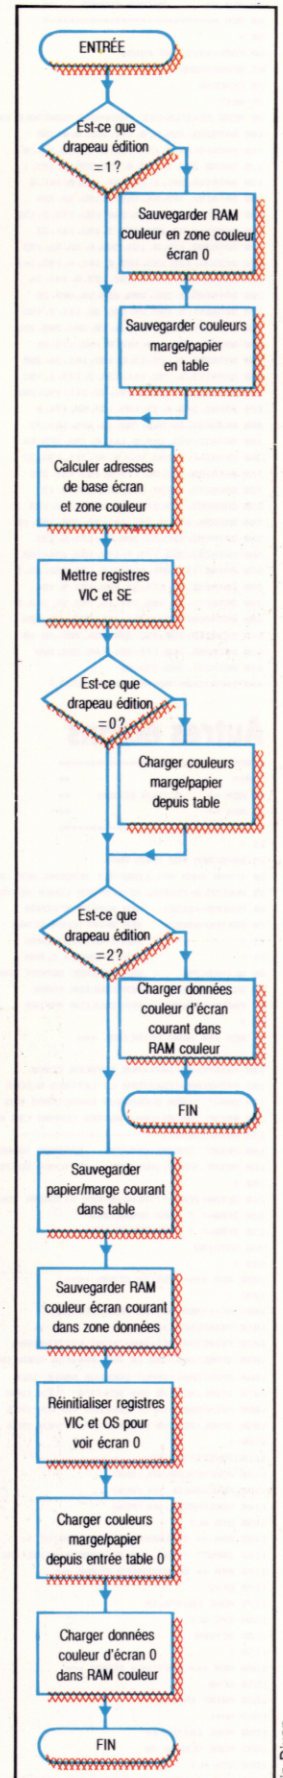 ENTRÉE
Est-ce que
drapeau édition
=1?
Sauvegarder RAM
couleur en zone couleur
écran 0
Sauvegarder couleurs
marge/papier
en table
Calculer adresses
de base écran
et zone couleur
Mettre registres
VIC et SE
Est-ce que
drapeau édition
=0?
Charger couleurs
marge/papier
depuis table
Est-ce que
drapeau édition
=2?
Charger données
couleur d'écran
courant dans
RAM couleur
FIN
Sauvegarder
papier/marge courant
dans table
Sauvegarder RAM
couleur écran courant
dans zone données
Réinitialiser registres
VIC et OS pour
voir écran 0
Charger couleurs
marge/papier
depuis entrée table 0
Charger données
couleur d'écran 0
dans RAM couleur
FIN